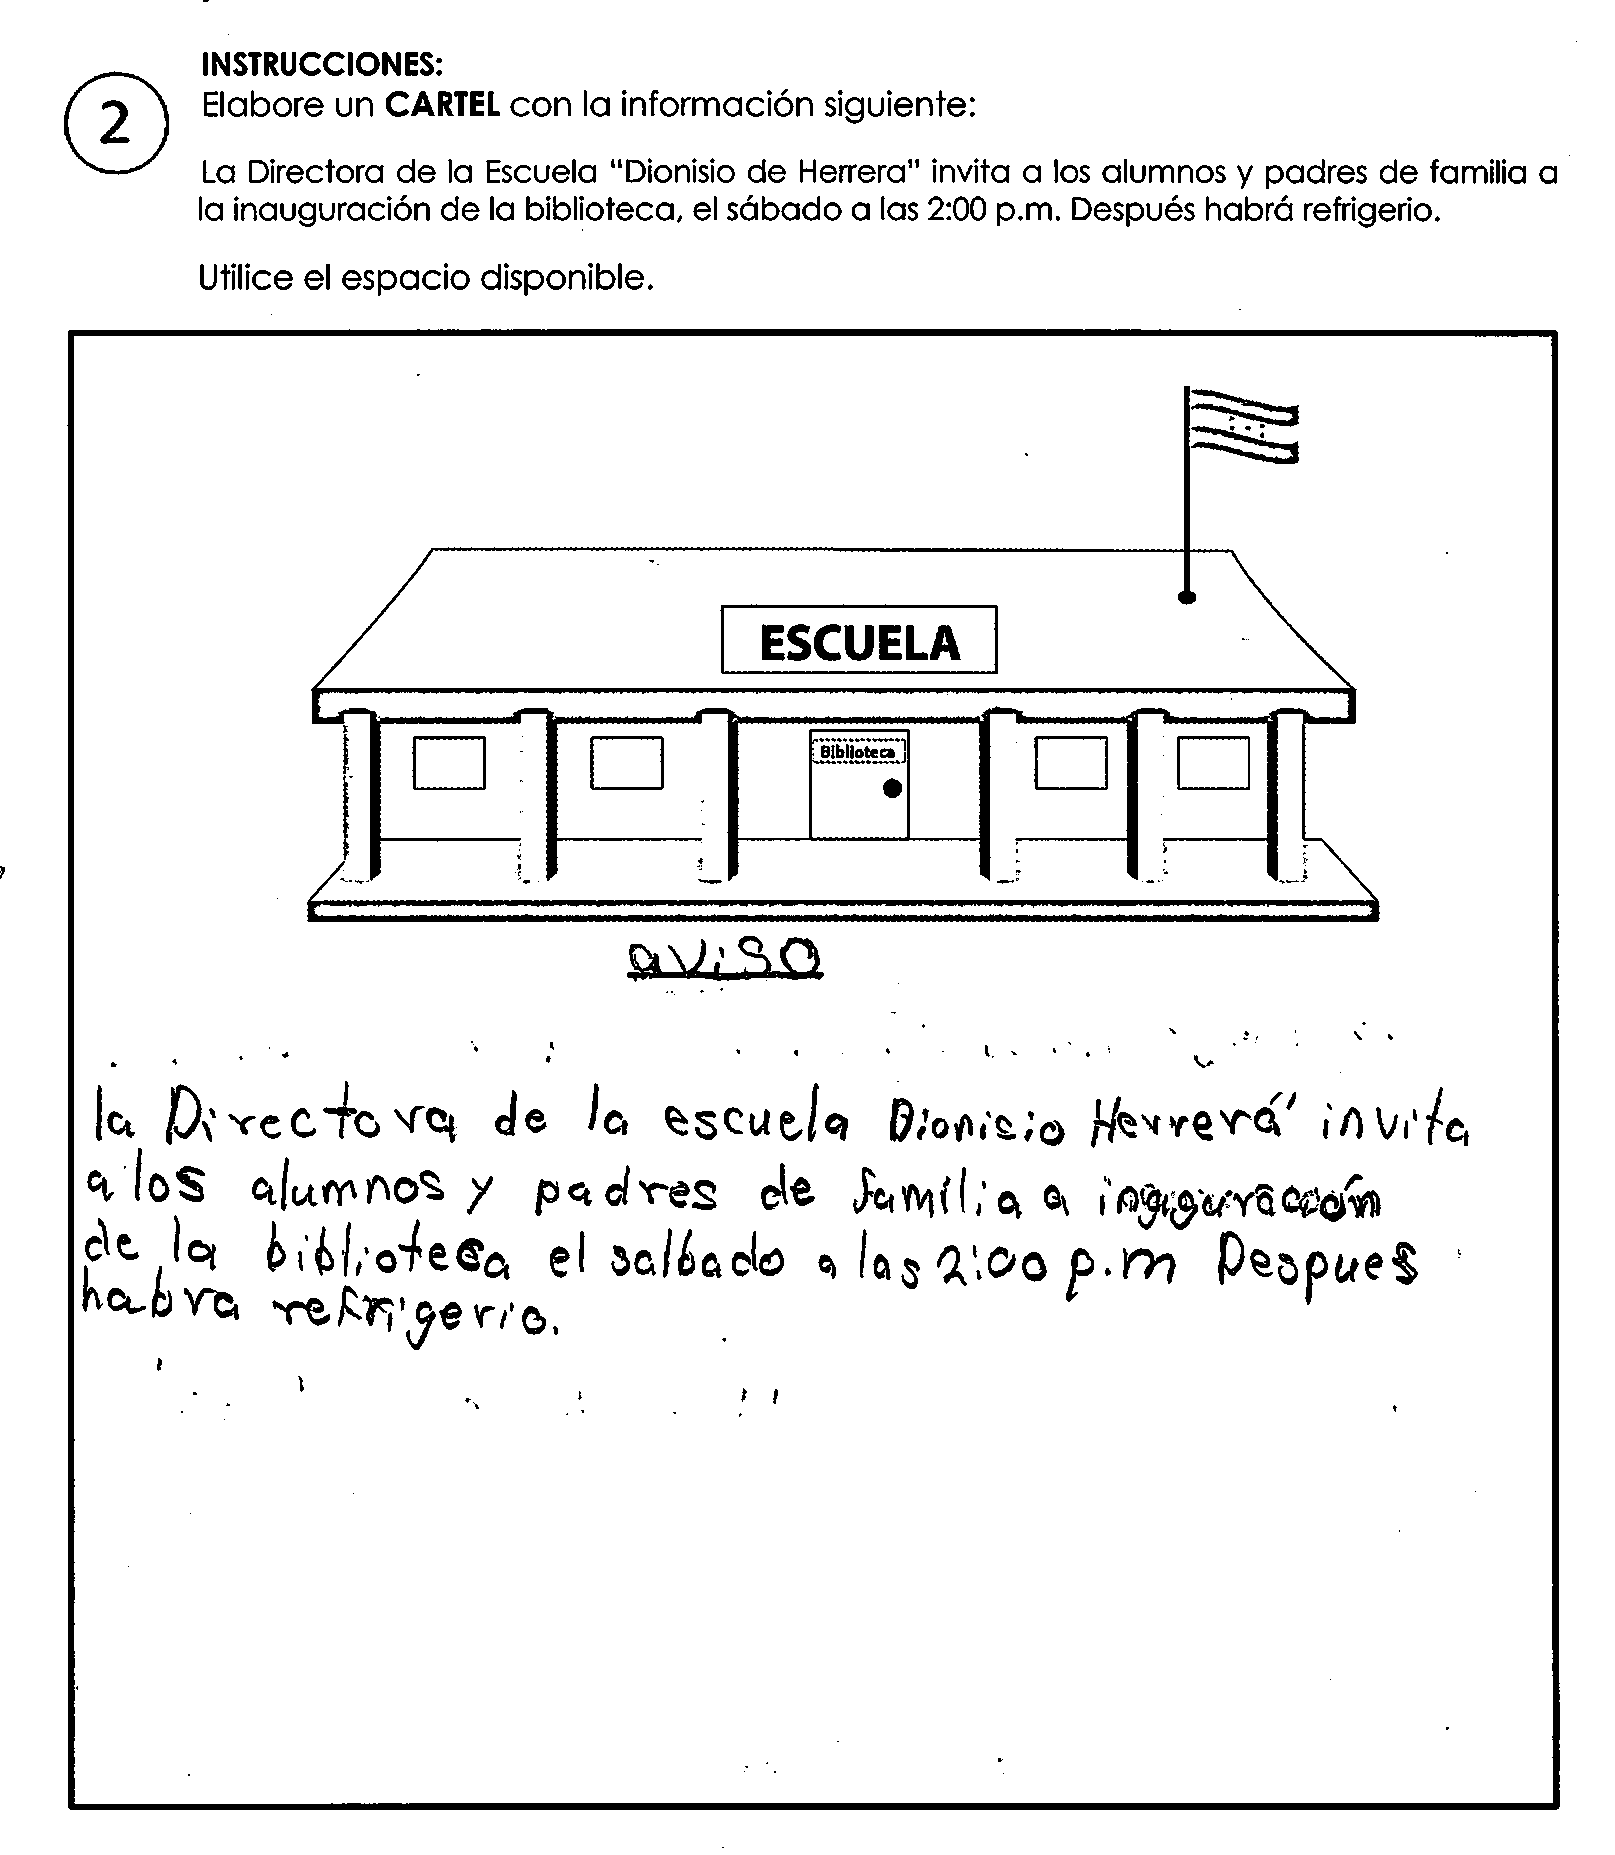 INSTRUCCIONES:
2
Elabore un CARTEL con la información siguiente:
La Directora de la Escuela "Dionisio de Herrera" invita a los alumnos y padres de familia a
la inauguración de la biblioteca, el sábado a las 2:00 p.m. Después habrá refrigerio.
Utilice el espacio disponible.
ESCUELA
Biblioteca
aviso
la Directora de la escuela Dionicio Herrerá' invita
a los alumnos y padres de família a
de la biblioteca el salbado a las 2:00 p.m Despues
habra refrigerio.